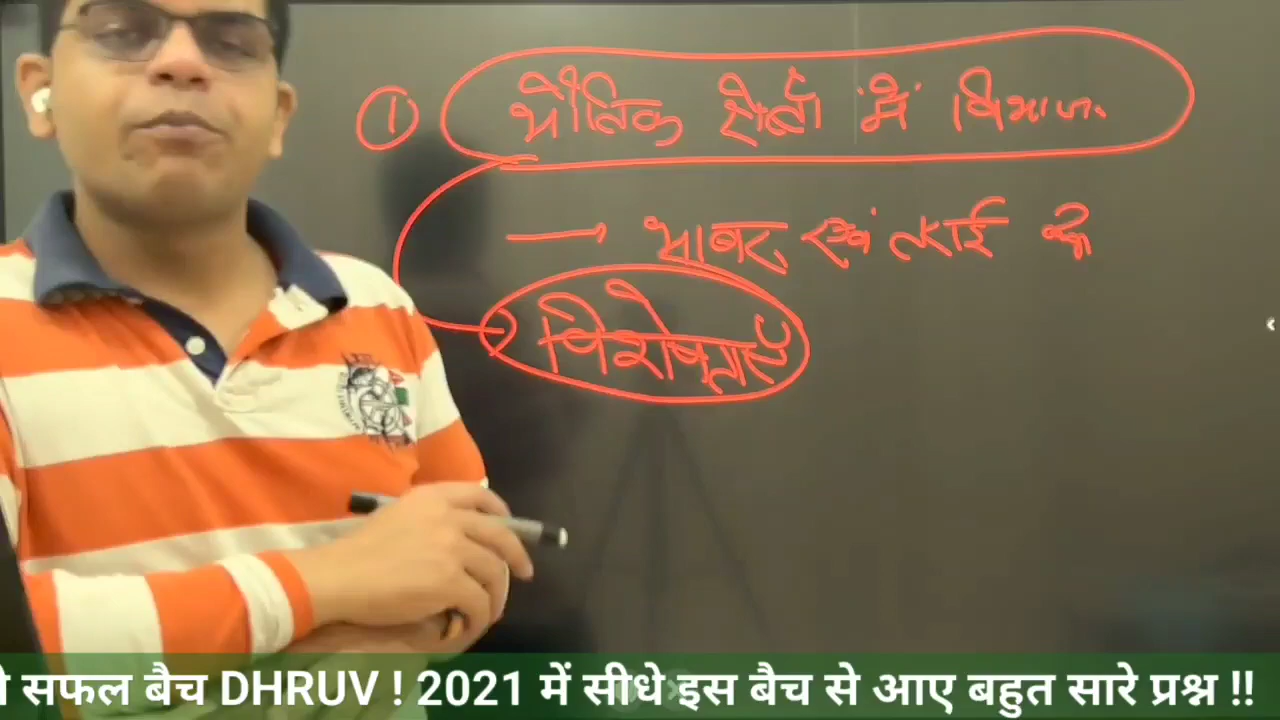 ① भौतिक क्षेत्रों में विभाजन
→ भाबर एवं तराई की
विशेषताएँ
सफल बैच DHRUV ! 2021 में सीधे इस बैच से आए बहुत सारे प्रश्न !!